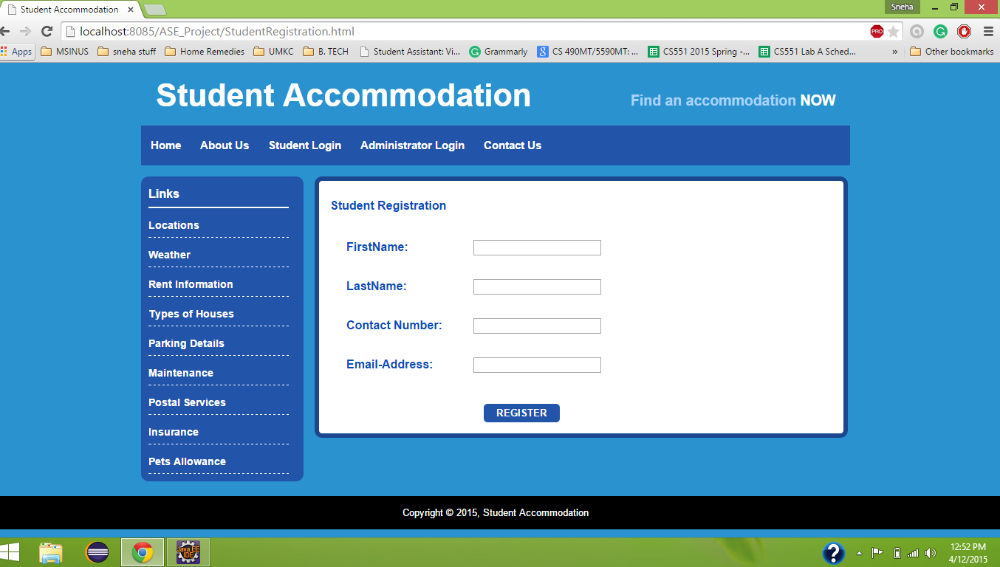 Student Accommodation
Sneha
localhost:8085/ASE_Project/StudentRegistration.html
PRO
Apps MSINUS sneha stuff Home Remedies UMKC B. TECH Student Assistant: Vi... Grammarly CS 490MT/5590MT: ... CS551 2015 Spring -... CS551 Lab A Sched... » Other bookmarks
Student Accommodation
Find an accommodation NOW
Home About Us Student Login Administrator Login Contact Us
Links
Locations
Weather
Rent Information
Types of Houses
Parking Details
Maintenance
Postal Services
Insurance
Pets Allowance
Student Registration
FirstName:
LastName:
Contact Number:
Email-Address:
REGISTER
Copyright © 2015, Student Accommodation
Java EE
IDE
12:52 PM
4/12/2015